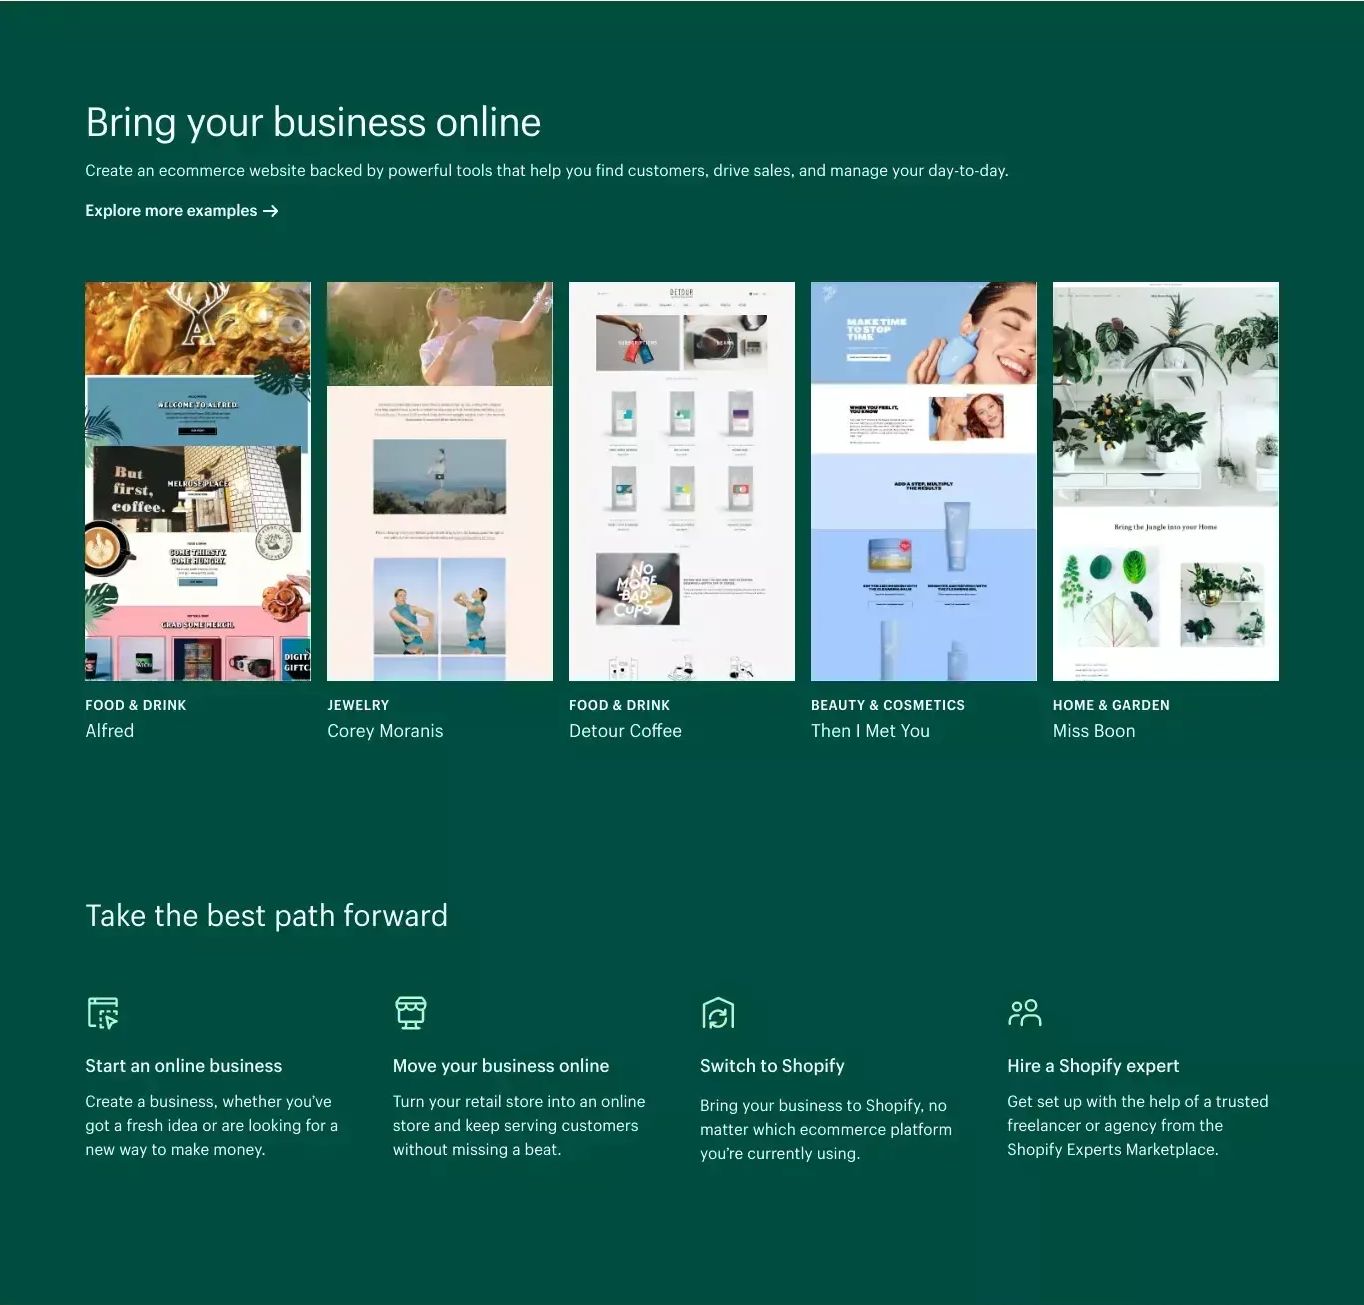 Bring your business online
Create an ecommerce website backed by powerful tools that help you find customers, drive sales, and manage your day-to-day.
Explore more examples →
A
WELCOME TO ALFRED.
But
first,
coffee.
MELROSE PLACE
COME THIRSTY.
COME HUNGRY.
GRAB SOME MERCH.
DIGIT
GIFTC
DETOUR
SUBSCRIPTIONS
BEANS
NO
MORE
BAD
CUPS
MAKE TIME
TO STOP
TIME
WHEN YOU FEEL IT,
YOU KNOW
ADD A STEP, MULTIPLY
THE RESULTS
Bring the Jungle into your Home
FOOD & DRINK
Alfred
JEWELRY
Corey Moranis
FOOD & DRINK
Detour Coffee
BEAUTY & COSMETICS
Then I Met You
HOME & GARDEN
Miss Boon
Take the best path forward
Start an online business
Create a business, whether you’ve
got a fresh idea or are looking for a
new way to make money.
Move your business online
Turn your retail store into an online
store and keep serving customers
without missing a beat.
Switch to Shopify
Bring your business to Shopify, no
matter which ecommerce platform
you’re currently using.
Hire a Shopify expert
Get set up with the help of a trusted
freelancer or agency from the
Shopify Experts Marketplace.